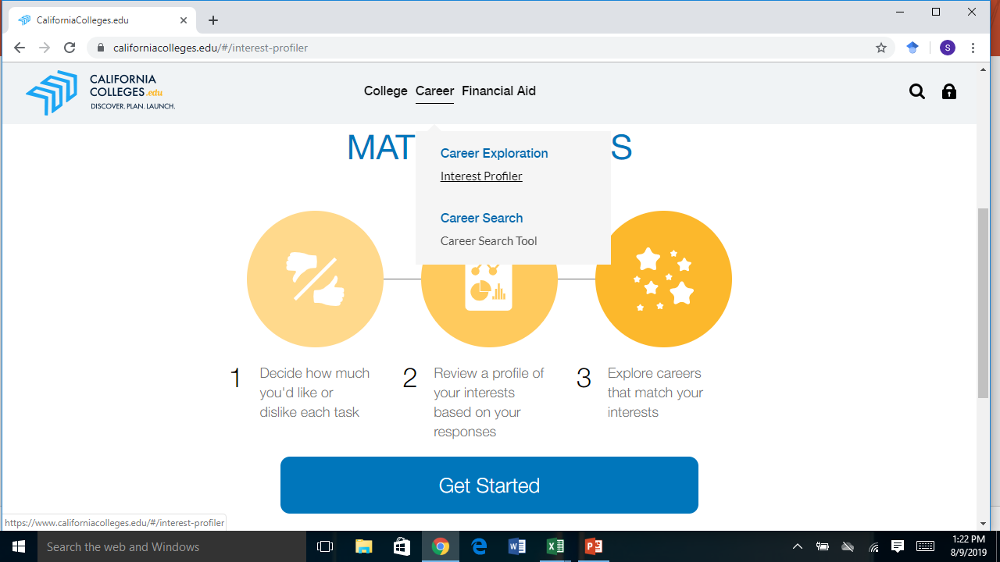 CaliforniaColleges.edu
californiacolleges.edu/#/interest-profiler
S
CALIFORNIA
COLLEGES.edu
DISCOVER. PLAN. LAUNCH.
College Career Financial Aid
MAT S
Career Exploration
Interest Profiler
Career Search
Career Search Tool
1 Decide how much
you'd like or
dislike each task
2 Review a profile of
your interests
based on your
responses
3 Explore careers
that match your
interests
Get Started
https://www.californiacolleges.edu/#/interest-profiler
Search the web and Windows
1:22 PM
8/9/2019